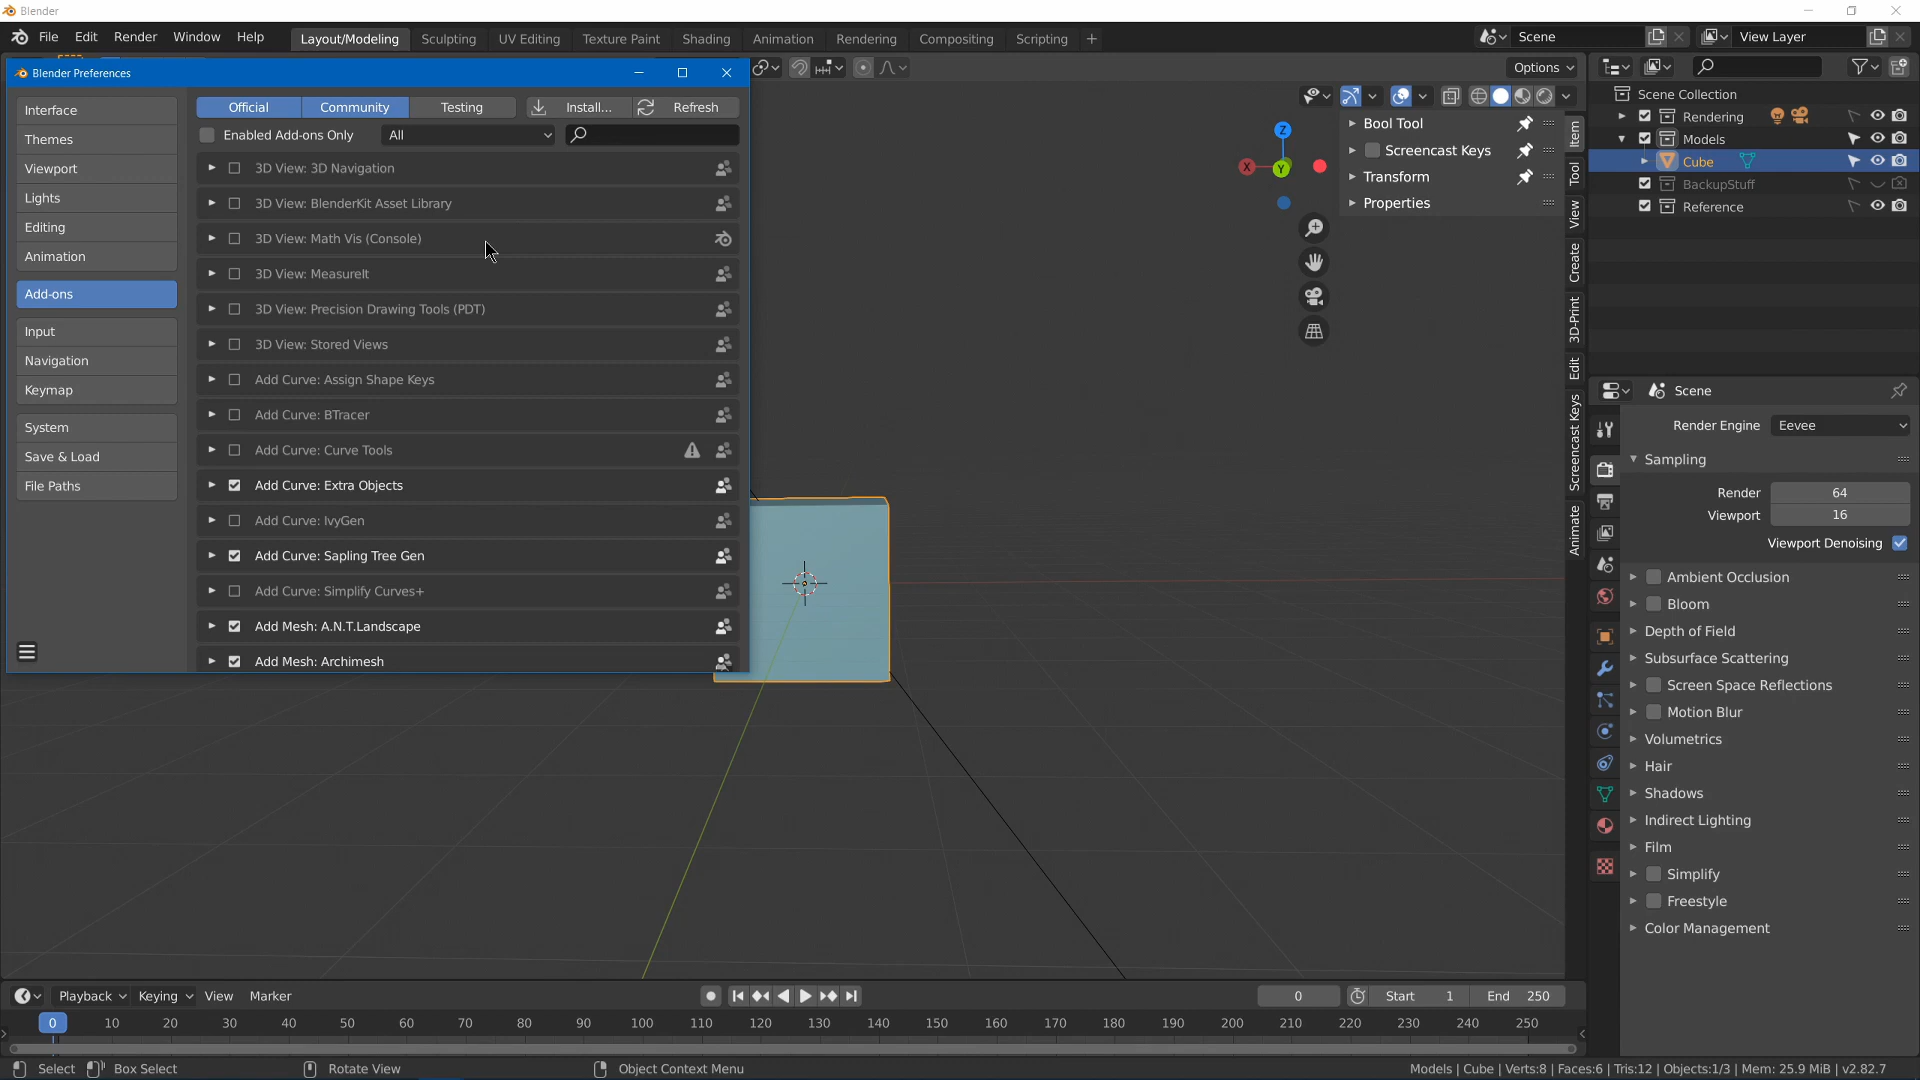 Blender
File Edit Render Window Help Layout/Modeling Sculpting UV Editing Texture Paint Shading Animation Rendering Compositing Scripting + Scene View Layer
Blender Preferences
Options
Interface
Themes
Viewport
Lights
Editing
Animation
Add-ons
Input
Navigation
Keymap
System
Save & Load
File Paths
Official Community Testing Install... Refresh
Enabled Add-ons Only All
3D View: 3D Navigation
3D View: BlenderKit Asset Library
3D View: Math Vis (Console)
3D View: MeasureIt
3D View: Precision Drawing Tools (PDT)
3D View: Stored Views
Add Curve: Assign Shape Keys
Add Curve: BTracer
Add Curve: Curve Tools
Add Curve: Extra Objects
Add Curve: IvyGen
Add Curve: Sapling Tree Gen
Add Curve: Simplify Curves+
Add Mesh: A.N.T.Landscape
Add Mesh: Archimesh
Z
X
Y
Bool Tool
Screencast Keys
Transform
Properties
Item
Tool
View
Create
3D-Print
Edit
Screencast Keys
Animate
Scene Collection
Rendering
Models
Cube
BackupStuff
Reference
Scene
Render Engine Eevee
Sampling
Render 64
Viewport 16
Viewport Denoising
Ambient Occlusion
Bloom
Depth of Field
Subsurface Scattering
Screen Space Reflections
Motion Blur
Volumetrics
Hair
Shadows
Indirect Lighting
Film
Simplify
Freestyle
Color Management
Playback Keying View Marker 0 Start 1 End 250
0 10 20 30 40 50 60 70 80 90 100 110 120 130 140 150 160 170 180 190 200 210 220 230 240 250
Select Box Select Rotate View Object Context Menu Models | Cube | Verts:8 | Faces:6 | Tris:12 | Objects:1/3 | Mem: 25.9 MiB | v2.82.7